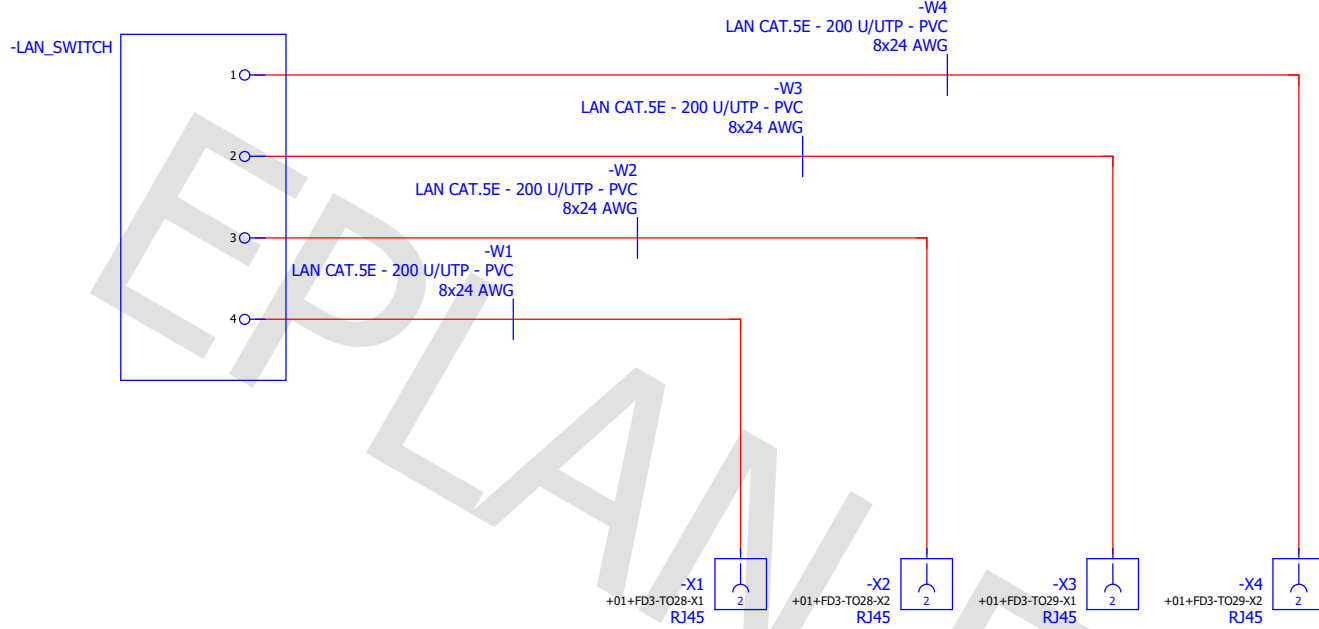 -W4
LAN CAT.5E - 200 U/UTP - PVC
8x24 AWG
-LAN_SWITCH
1
-W3
LAN CAT.5E - 200 U/UTP - PVC
8x24 AWG
2
-W2
LAN CAT.5E - 200 U/UTP - PVC
8x24 AWG
3
-W1
LAN CAT.5E - 200 U/UTP - PVC
8x24 AWG
4
EPLAN
-X1
+01+FD3-TO28-X1
RJ45
2
-X2
+01+FD3-TO28-X2
RJ45
2
-X3
+01+FD3-TO29-X1
RJ45
2
-X4
+01+FD3-TO29-X2
RJ45
2